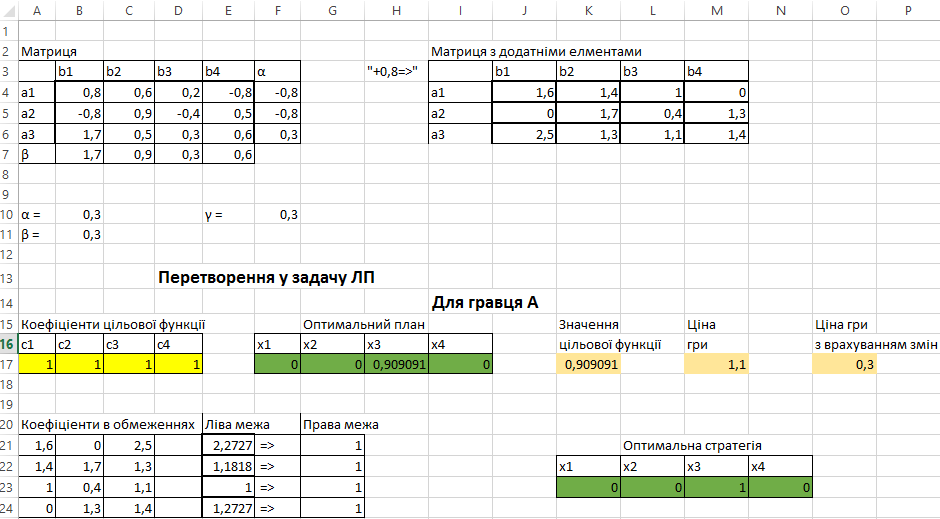 A B C D E F G H I J K L M N O P
1
2 Матриця Матриця з додатніми елментами
3 b1 b2 b3 b4 α "+0,8=>" b1 b2 b3 b4
4 a1 0,8 0,6 0,2 -0,8 -0,8 a1 1,6 1,4 1 0
5 a2 -0,8 0,9 -0,4 0,5 -0,8 a2 0 1,7 0,4 1,3
6 a3 1,7 0,5 0,3 0,6 0,3 a3 2,5 1,3 1,1 1,4
7 β 1,7 0,9 0,3 0,6
8
9
10 α = 0,3 γ = 0,3
11 β = 0,3
12
13 Перетворення у задачу ЛП
14 Для гравця А
15 Коефіціенти цільової функції Оптимальний план Значення Ціна Ціна гри
16 c1 c2 c3 c4 x1 x2 x3 x4 цільової функції гри з врахуванням змін
17 1 1 1 1 0 0 0,909091 0 0,909091 1,1 0,3
18
19
20 Коефіціенти в обмеженнях Ліва межа Права межа
21 1,6 0 2,5 2,2727 => 1 Оптимальна стратегія
22 1,4 1,7 1,3 1,1818 => 1 x1 x2 x3 x4
23 1 0,4 1,1 1 => 1 0 0 1 0
24 0 1,3 1,4 1,2727 => 1